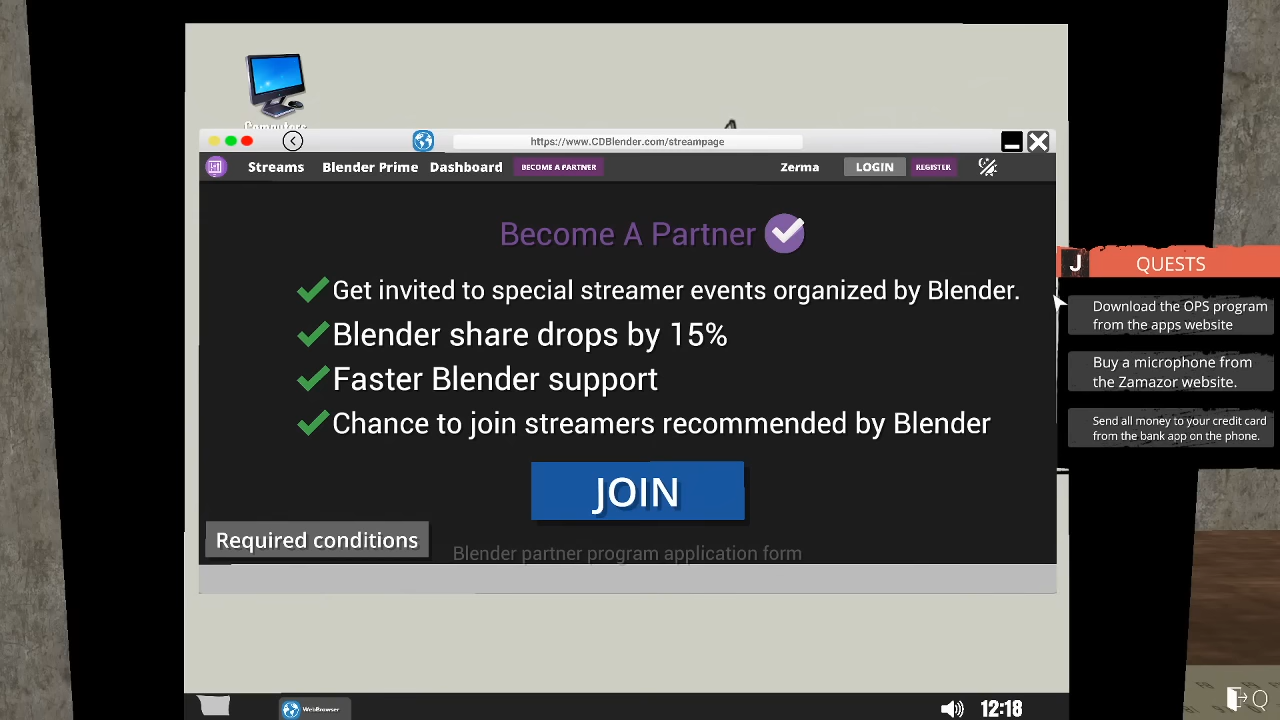 Computers
https://www.CDBlender.com/streampage
Streams Blender Prime Dashboard BECOME A PARTNER Zerma LOGIN REGISTER
Become A Partner
Get invited to special streamer events organized by Blender.
Blender share drops by 15%
Faster Blender support
Chance to join streamers recommended by Blender
JOIN
Required conditions
Blender partner program application form
J QUESTS
Download the OPS program
from the apps website
Buy a microphone from
the Zamazor website.
Send all money to your credit card
from the bank app on the phone.
WebBrowser
12:18
Q